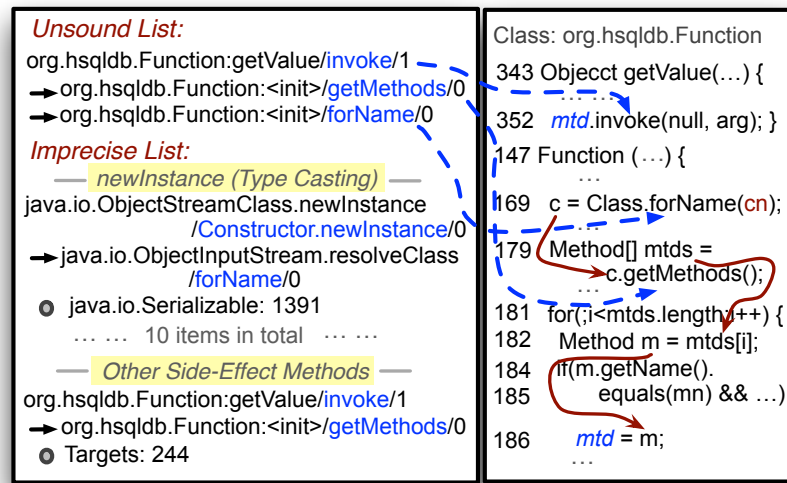 Unsound List:
org.hsqldb.Function:getValue/invoke/1
org.hsqldb.Function:<init>/getMethods/0
org.hsqldb.Function:<init>/forName/0
Imprecise List:
newInstance (Type Casting)
java.io.ObjectStreamClass.newInstance
/Constructor.newInstance/0
java.io.ObjectInputStream.resolveClass
/forName/0
java.io.Serializable: 1391
... ... 10 items in total ... ...
Other Side-Effect Methods
org.hsqldb.Function:getValue/invoke/1
org.hsqldb.Function:<init>/getMethods/0
Targets: 244
Class: org.hsqldb.Function
343 Objecct getValue(...) {
... ...
352 mtd.invoke(null, arg); }
147 Function (...) {
...
169 c = Class.forName(cn);
...
179 Method[] mtds =
c.getMethods();
...
181 for(;i<mtds.length;i++) {
182 Method m = mtds[i];
184 if(m.getName().
185 equals(mn) && ...)
186 mtd = m;
...